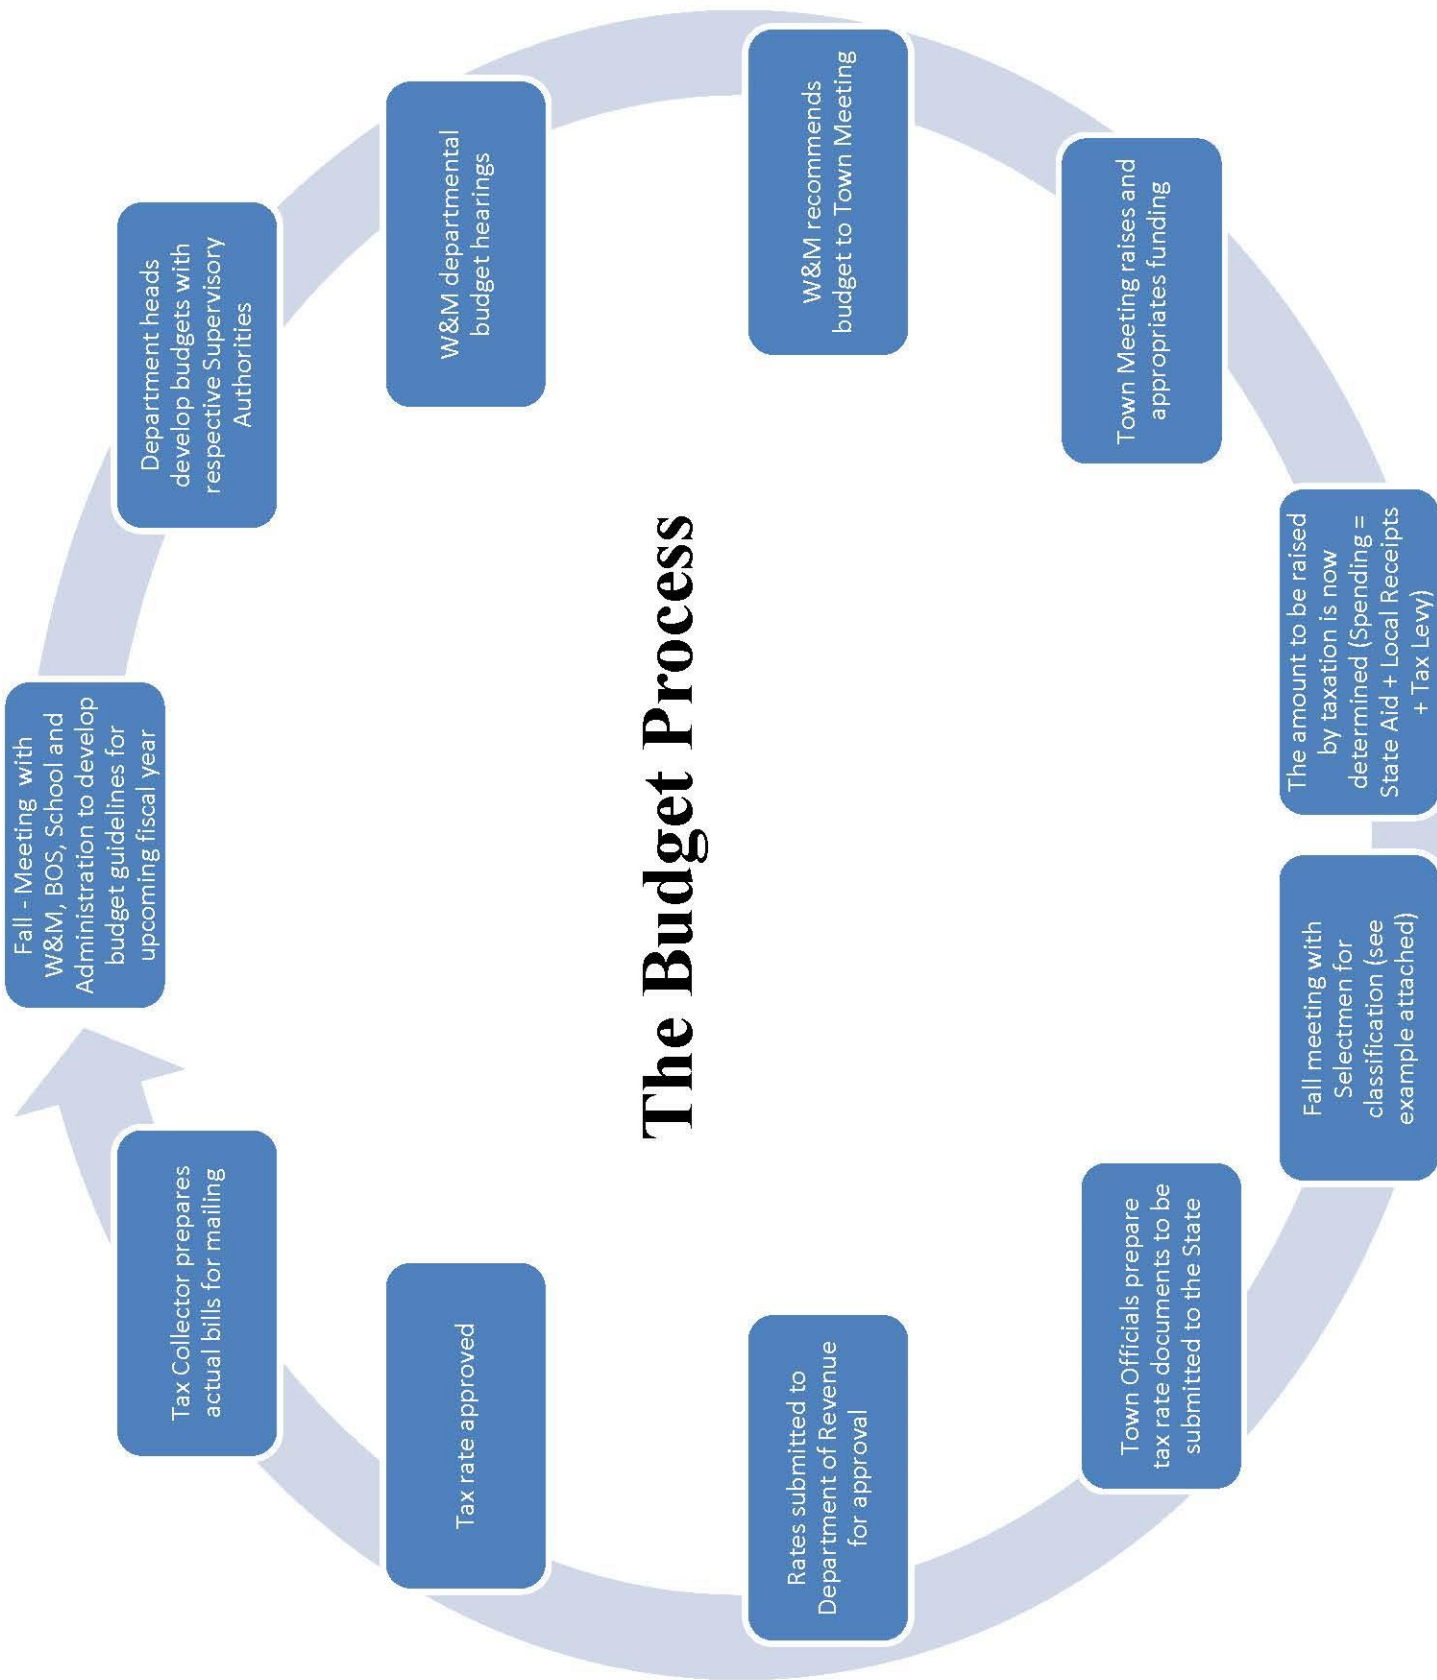 The Budget Process
Fall - Meeting with
W&M, BOS, School and
Administration to develop
budget guidelines for
upcoming fiscal year
Department heads
develop budgets with
respective Supervisory
Authorities
W&M departmental
budget hearings
W&M recommends
budget to Town Meeting
Town Meeting raises and
appropriates funding
The amount to be raised
by taxation is now
determined (Spending =
State Aid + Local Receipts
+ Tax Levy)
Fall meeting with
Selectmen for
classification (see
example attached)
Town Officials prepare
tax rate documents to be
submitted to the State
Rates submitted to
Department of Revenue
for approval
Tax rate approved
Tax Collector prepares
actual bills for mailing